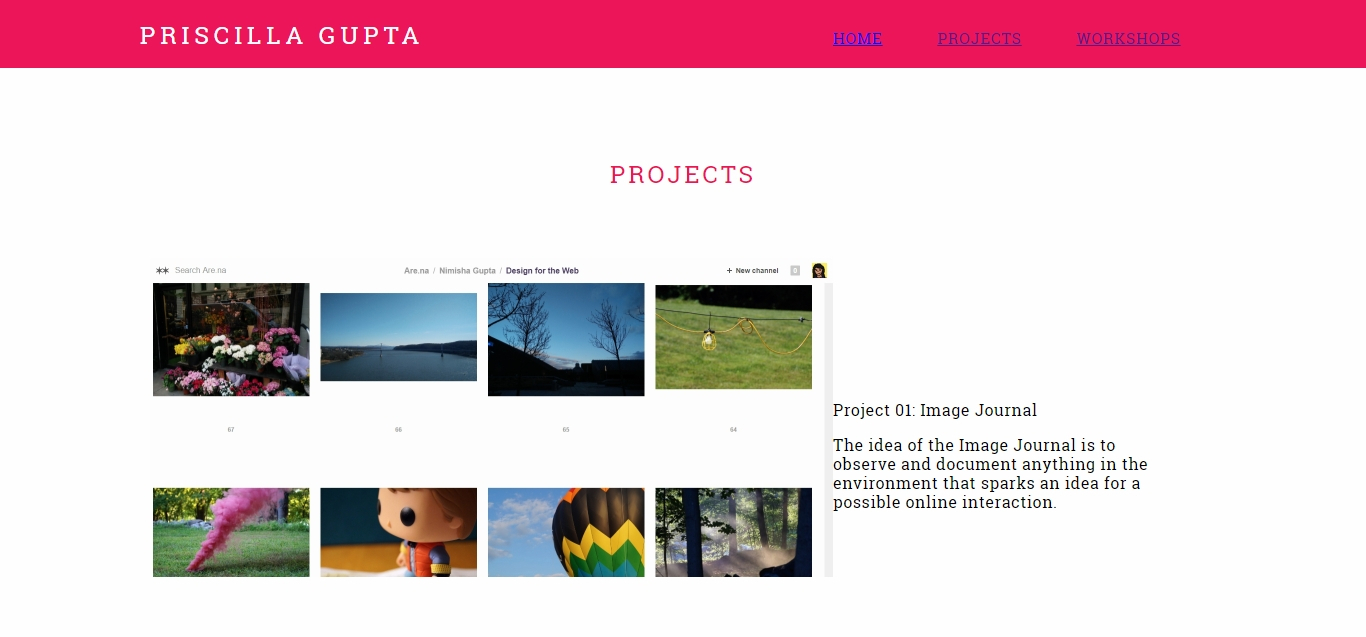 PRISCILLA GUPTA
HOME PROJECTS WORKSHOPS
PROJECTS
Search Are.na
Are.na / Nimisha Gupta / Design for the Web
+ New channel
0
67 66 65 64
Project 01: Image Journal
The idea of the Image Journal is to
observe and document anything in the
environment that sparks an idea for a
possible online interaction.